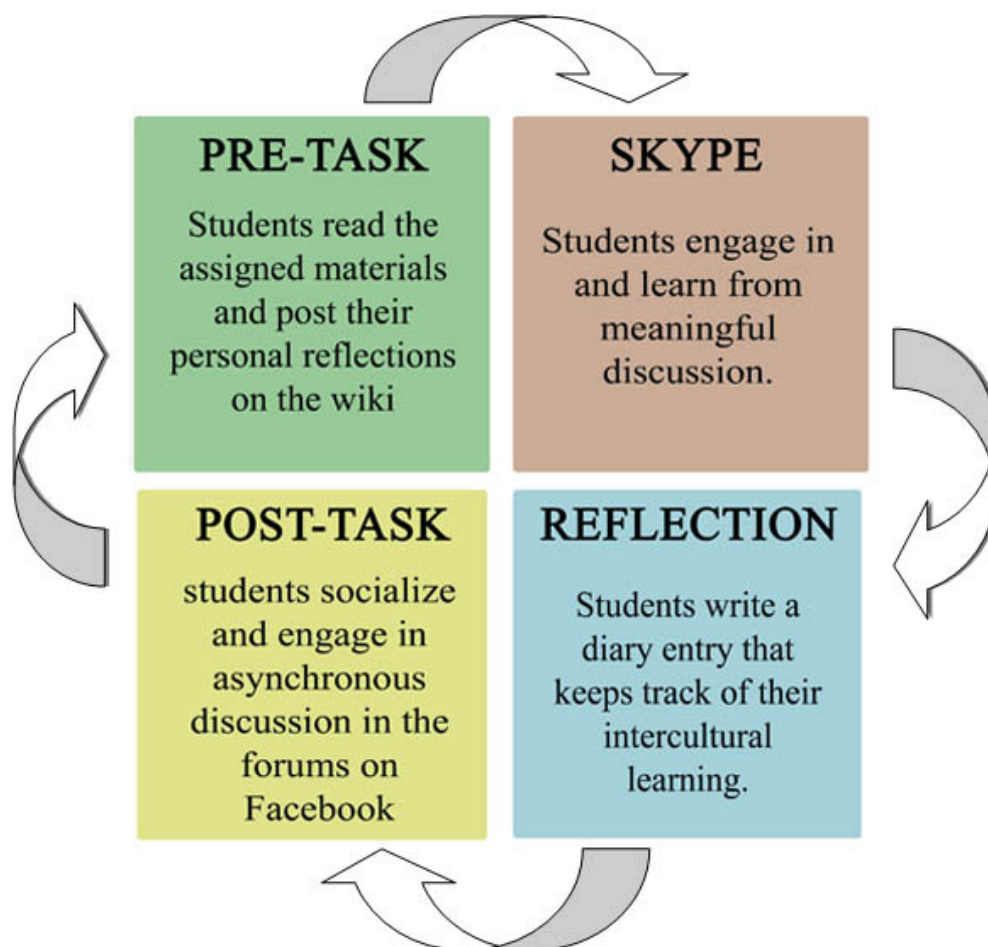 PRE-TASK
Students read the
assigned materials
and post their
personal reflections
on the wiki
SKYPE
Students engage in
and learn from
meaningful
discussion.
POST-TASK
students socialize
and engage in
asynchronous
discussion in the
forums on
Facebook
REFLECTION
Students write a
diary entry that
keeps track of their
intercultural
learning.